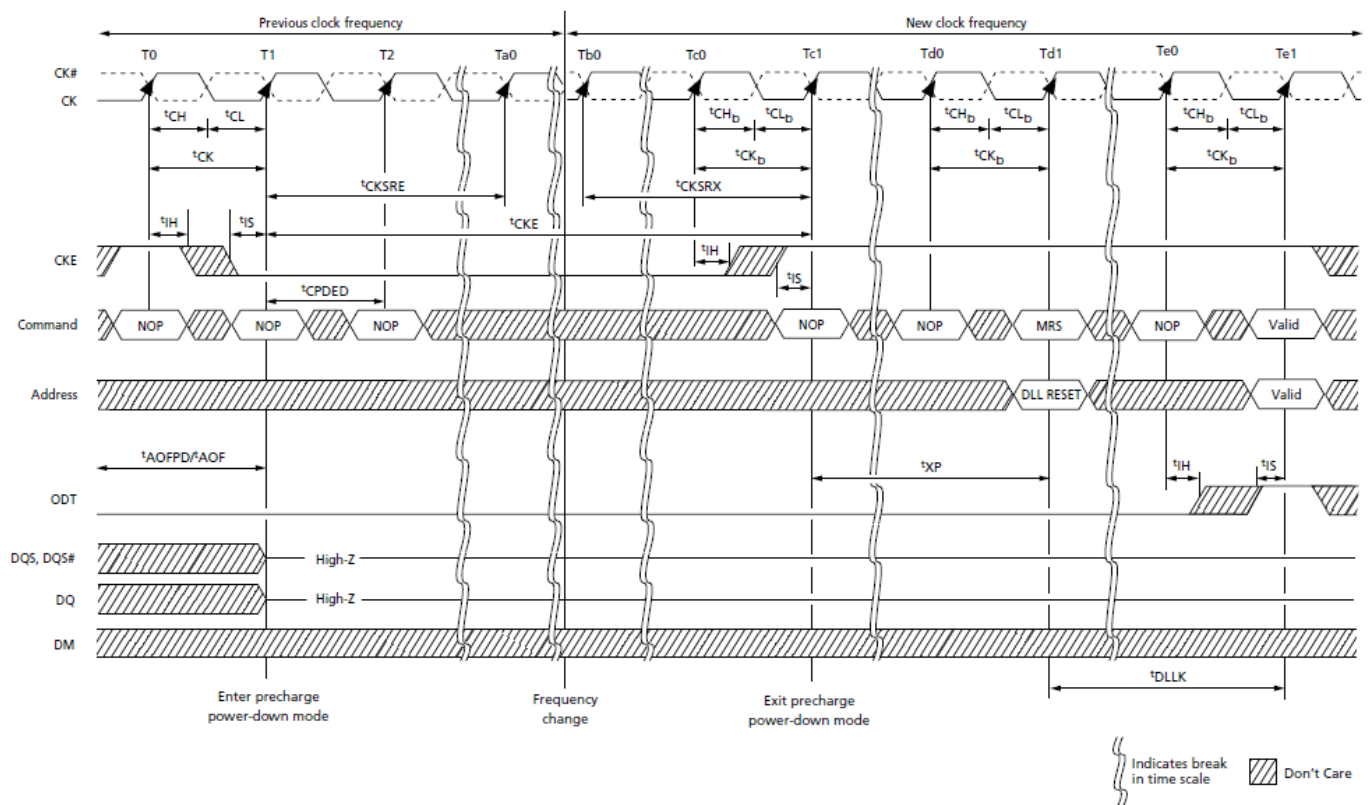 Previous clock frequency New clock frequency
T0 T1 T2 Ta0 Tb0 Tc0 Tc1 Td0 Td1 Te0 Te1
CK#
CK
tCH tCL tCHb tCLb tCHb tCLb tCHb tCLb
tCK tCKb tCKb tCKb
tCKSRE tCKSRX
tIH tIS tCKE
CKE tIH
tIS
tCPDED
Command NOP NOP NOP NOP NOP MRS NOP Valid
Address DLL RESET Valid
tAOFPD/tAOF tXP tIH tIS
ODT
DQS, DQS# High-Z
DQ High-Z
DM
tDLLK
Enter precharge
power-down mode
Frequency
change
Exit precharge
power-down mode
Indicates break
in time scale
Don't Care